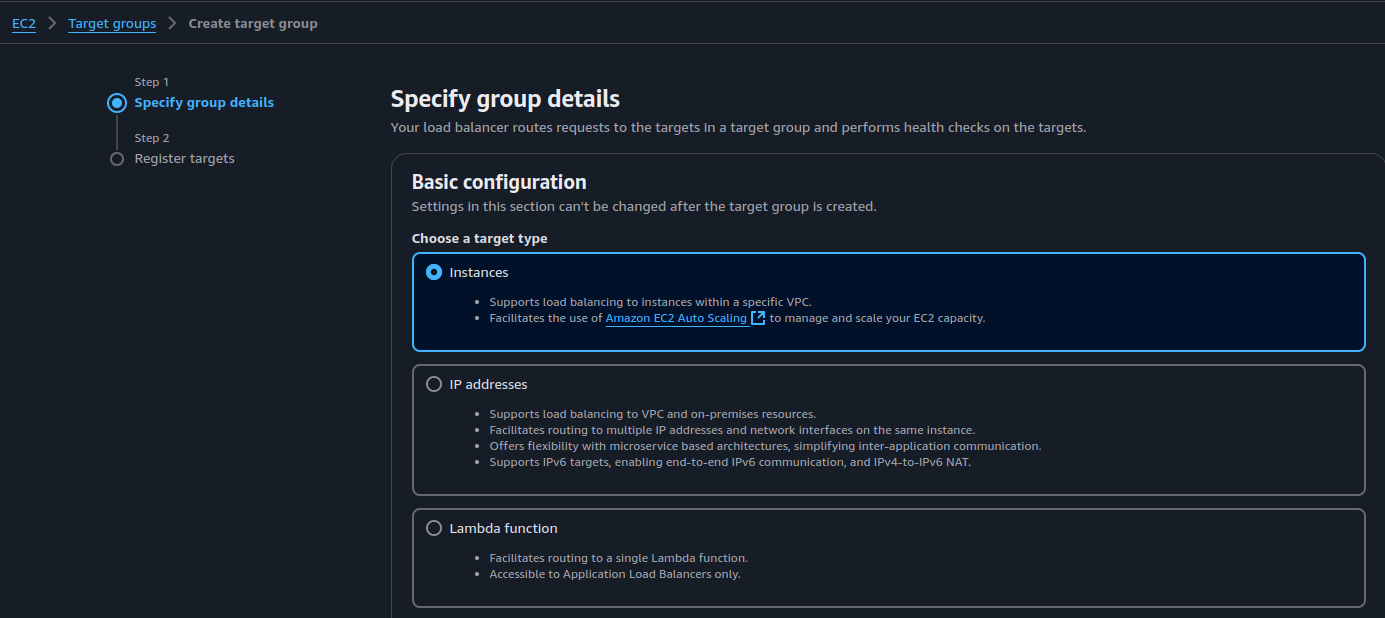 EC2 > Target groups > Create target group
Step 1
Specify group details
Step 2
Register targets
Specify group details
Your load balancer routes requests to the targets in a target group and performs health checks on the targets.
Basic configuration
Settings in this section can't be changed after the target group is created.
Choose a target type
Instances
• Supports load balancing to instances within a specific VPC.
• Facilitates the use of Amazon EC2 Auto Scaling to manage and scale your EC2 capacity.
IP addresses
• Supports load balancing to VPC and on-premises resources.
• Facilitates routing to multiple IP addresses and network interfaces on the same instance.
• Offers flexibility with microservice based architectures, simplifying inter-application communication.
• Supports IPv6 targets, enabling end-to-end IPv6 communication, and IPv4-to-IPv6 NAT.
Lambda function
• Facilitates routing to a single Lambda function.
• Accessible to Application Load Balancers only.